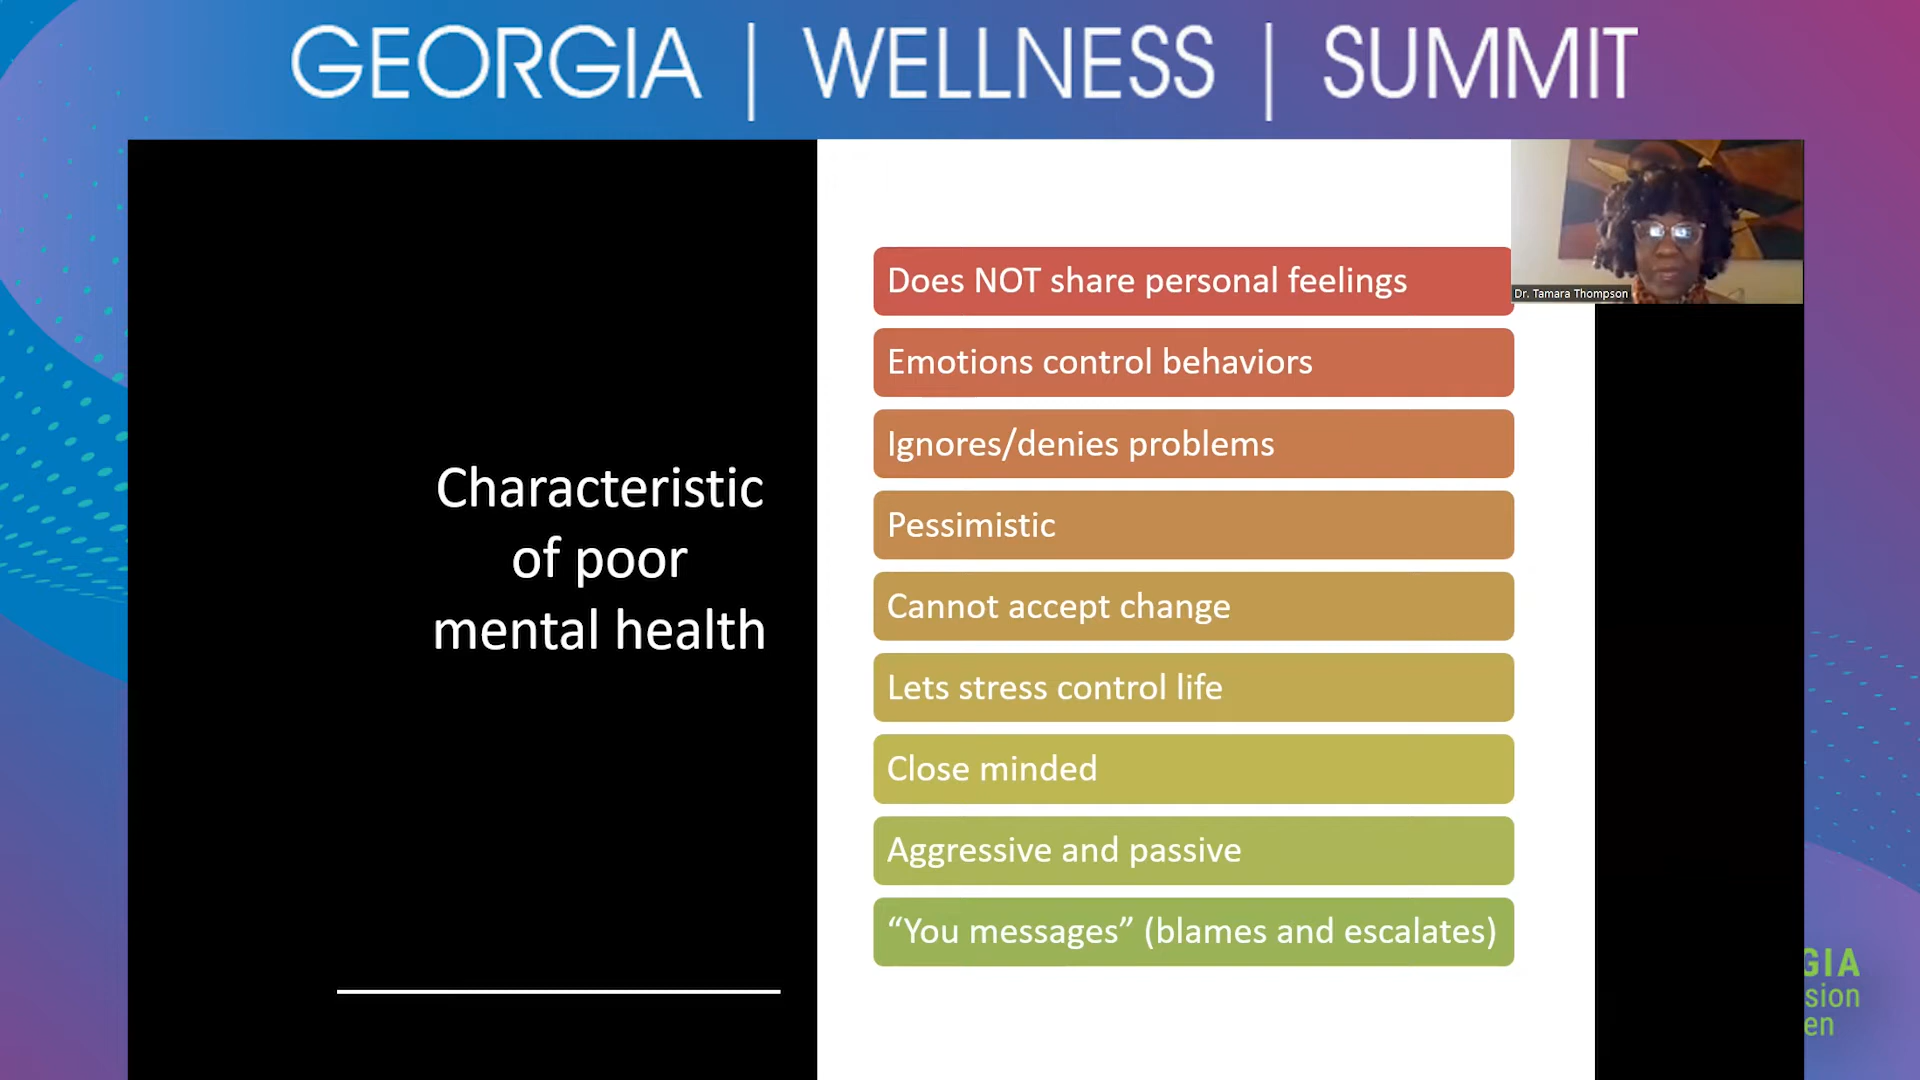 GEORGIA | WELLNESS | SUMMIT
Characteristic
of poor
mental health
Does NOT share personal feelings
Emotions control behaviors
Ignores/denies problems
Pessimistic
Cannot accept change
Lets stress control life
Close minded
Aggressive and passive
“You messages” (blames and escalates)
Dr. Tamara Thompson
GIA
sion
en